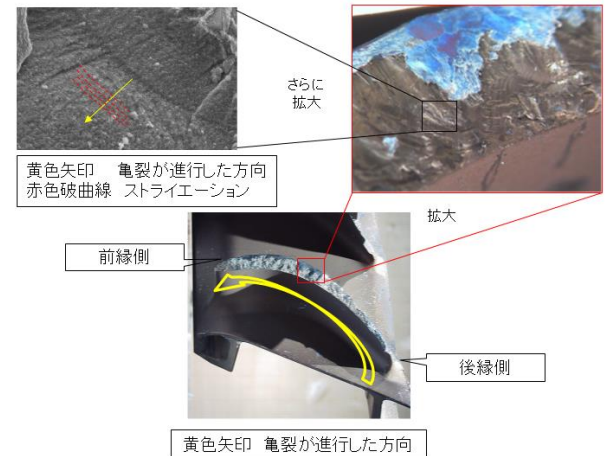 さらに
拡大
黄色矢印　亀裂が進行した方向
赤色破曲線　ストライエーション
拡大
前縁側
後縁側
黄色矢印　亀裂が進行した方向